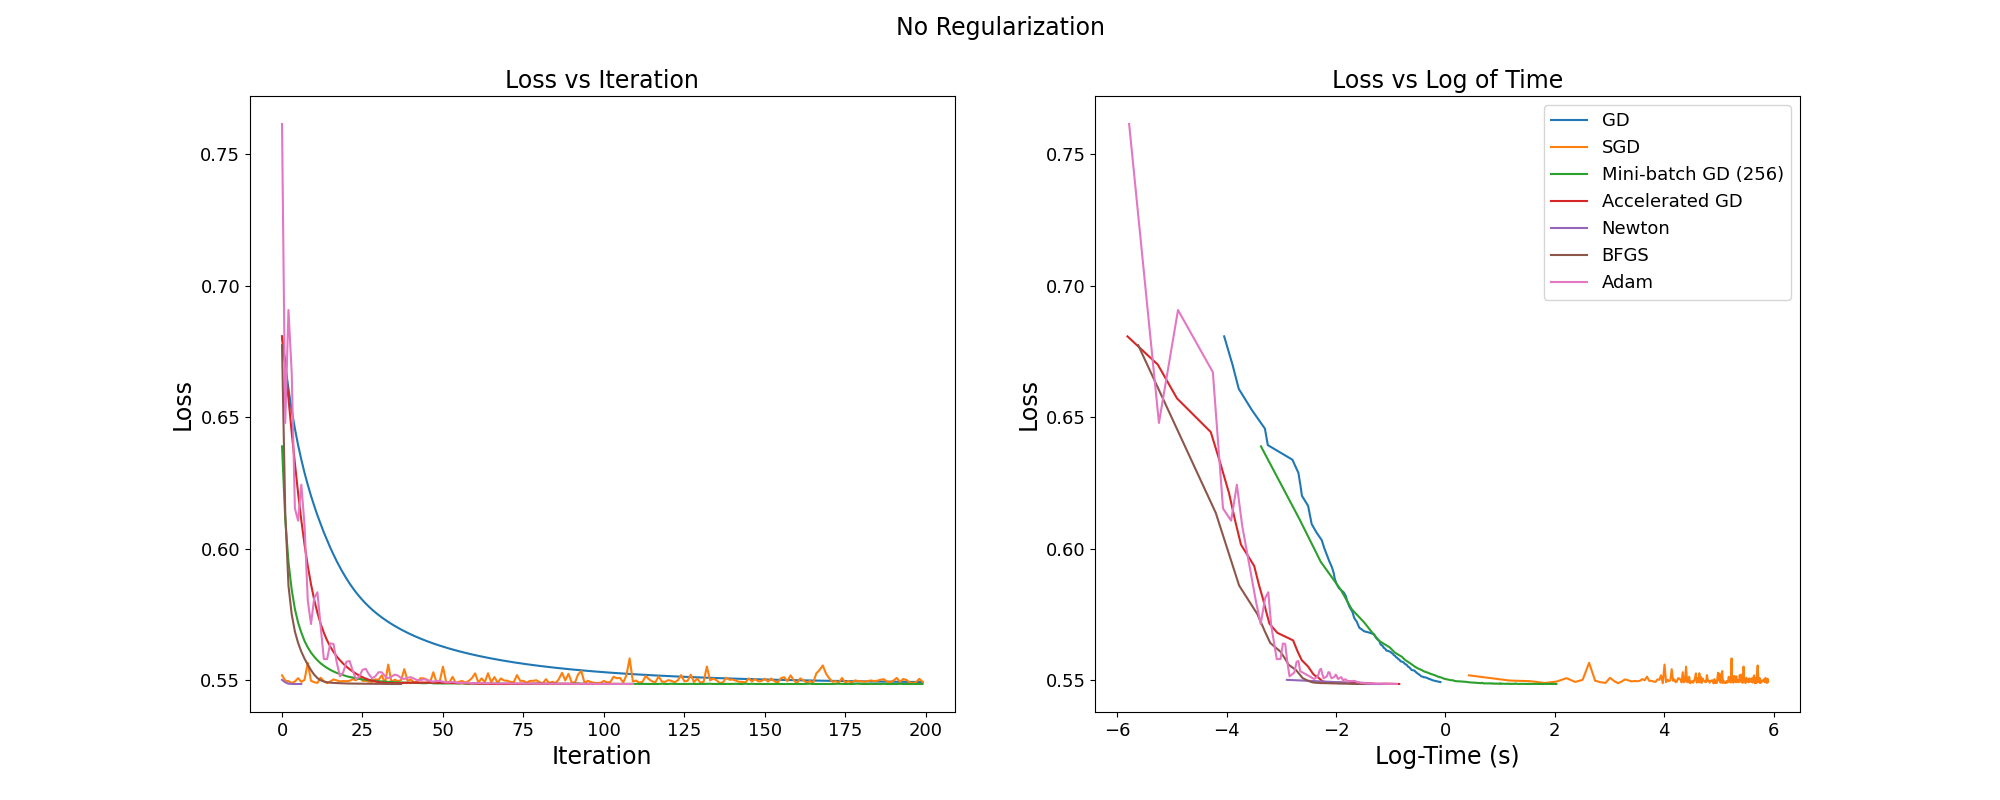 No Regularization
Loss vs Iteration
Loss
0.75
0.70
0.65
0.60
0.55
0
25
50
75
100
125
150
175
200
Iteration
Loss vs Log of Time
Loss
0.75
0.70
0.65
0.60
0.55
−6
−4
−2
0
2
4
6
Log-Time (s)
GD
SGD
Mini-batch GD (256)
Accelerated GD
Newton
BFGS
Adam